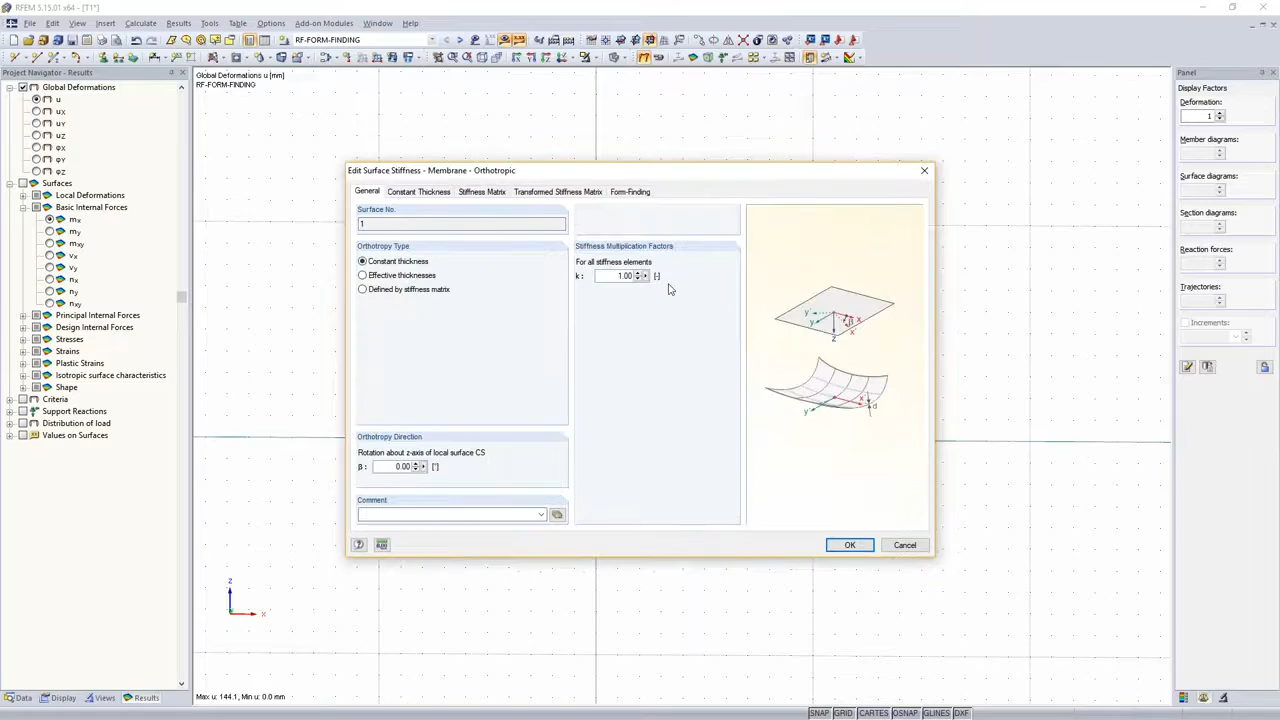 RFEM 5.15.01 x64 - [T1*]
File Edit View Insert Calculate Results Tools Table Options Add-on Modules Window Help
RF-FORM-FINDING
Project Navigator - Results
Global Deformations
u
ux
uy
uz
φx
φy
φz
Surfaces
Local Deformations
Basic Internal Forces
mx
my
mxy
vx
vy
nx
ny
nxy
Principal Internal Forces
Design Internal Forces
Stresses
Strains
Plastic Strains
Isotropic surface characteristics
Shape
Criteria
Support Reactions
Distribution of load
Values on Surfaces
Data Display Views Results
Global Deformations u [mm]
RF-FORM-FINDING
Edit Surface Stiffness - Membrane - Orthotropic
General Constant Thickness Stiffness Matrix Transformed Stiffness Matrix Form-Finding
Surface No.
1
Orthotropy Type
Constant thickness
Effective thicknesses
Defined by stiffness matrix
Stiffness Multiplication Factors
For all stiffness elements
k : 1.00 [-]
Orthotropy Direction
Rotation about z-axis of local surface CS
β : 0.00 [°]
Comment
OK Cancel
z
x
Max u: 144.1, Min u: 0.0 mm
Panel
Display Factors
Deformation:
1
Member diagrams:
Surface diagrams:
Section diagrams:
Reaction forces:
Trajectories:
Increments:
SNAP GRID CARTES OSNAP GLINES DXF